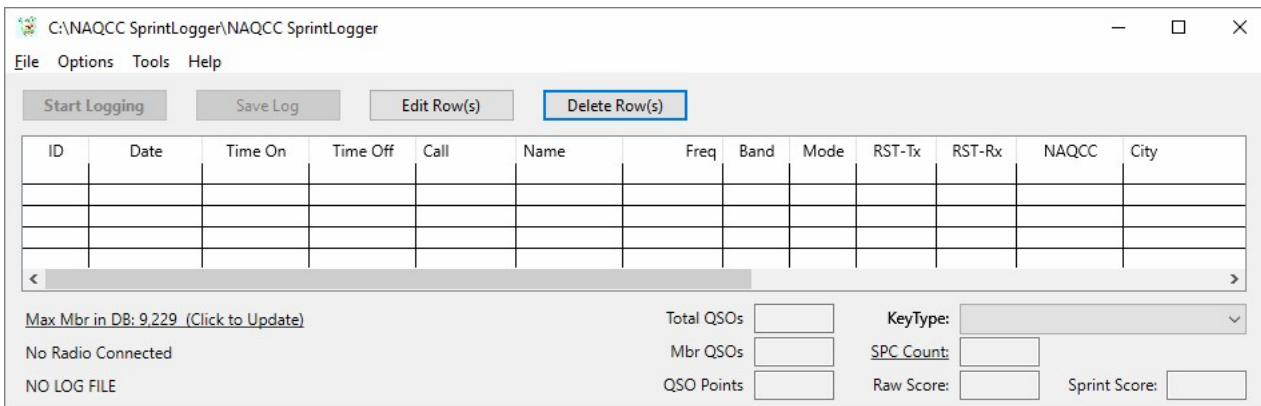 C:\NAQCC SprintLogger\NAQCC SprintLogger
File Options Tools Help
Start Logging Save Log Edit Row(s) Delete Row(s)
ID Date Time On Time Off Call Name Freq Band Mode RST-Tx RST-Rx NAQCC City
Max Mbr in DB: 9,229 (Click to Update) Total QSOs KeyType:
No Radio Connected Mbr QSOs SPC Count:
NO LOG FILE QSO Points Raw Score: Sprint Score: